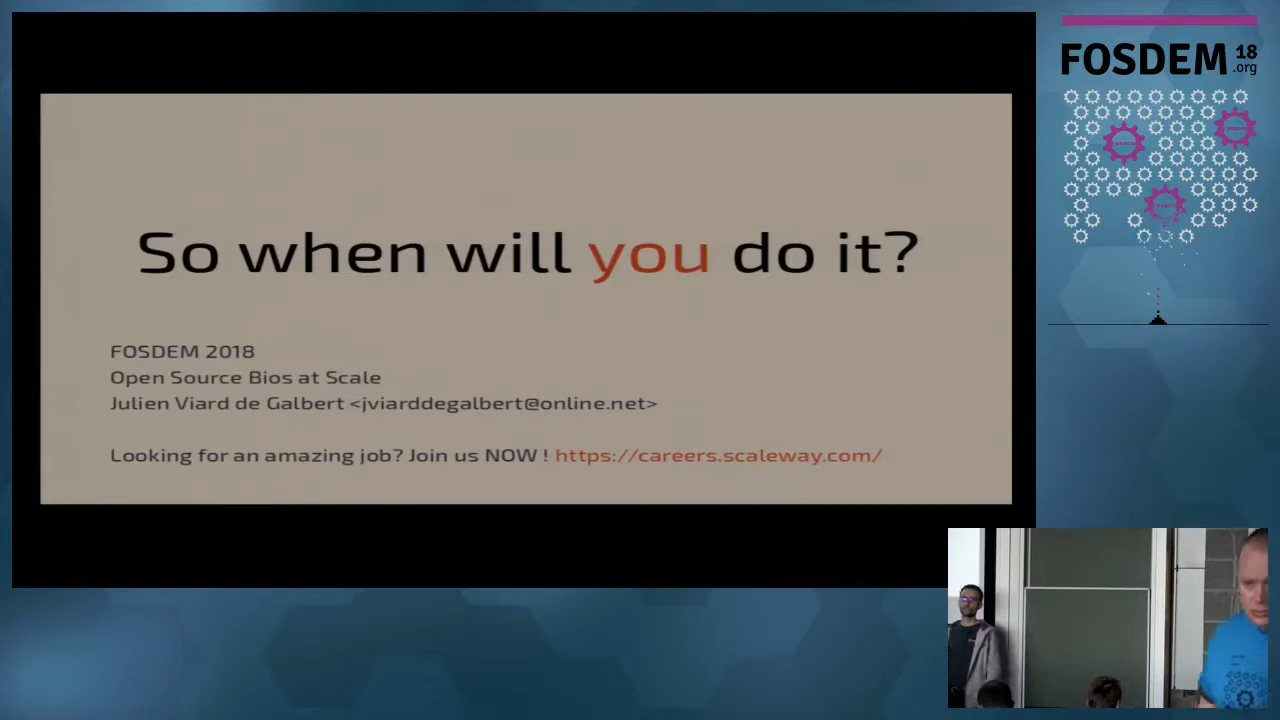 So when will you do it?
FOSDEM 2018
Open Source Bios at Scale
Julien Viard de Galbert <jviarddegalbert@online.net>
Looking for an amazing job? Join us NOW ! https://careers.scaleway.com/
FOSDEM 18
.org